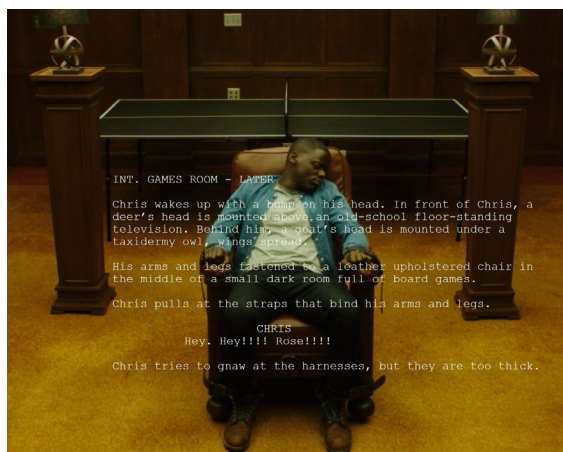 INT. GAMES ROOM - LATER
Chris wakes up with a bump on his head. In front of Chris, a
deer's head is mounted above an old-school floor-standing
television. Behind him, a goat's head is mounted under a
taxidermy owl, wings spread.
His arms and legs fastened to a leather upholstered chair in
the middle of a small dark room full of board games.
Chris pulls at the straps that bind his arms and legs.
CHRIS
Hey. Hey!!!! Rose!!!!
Chris tries to gnaw at the harnesses, but they are too thick.